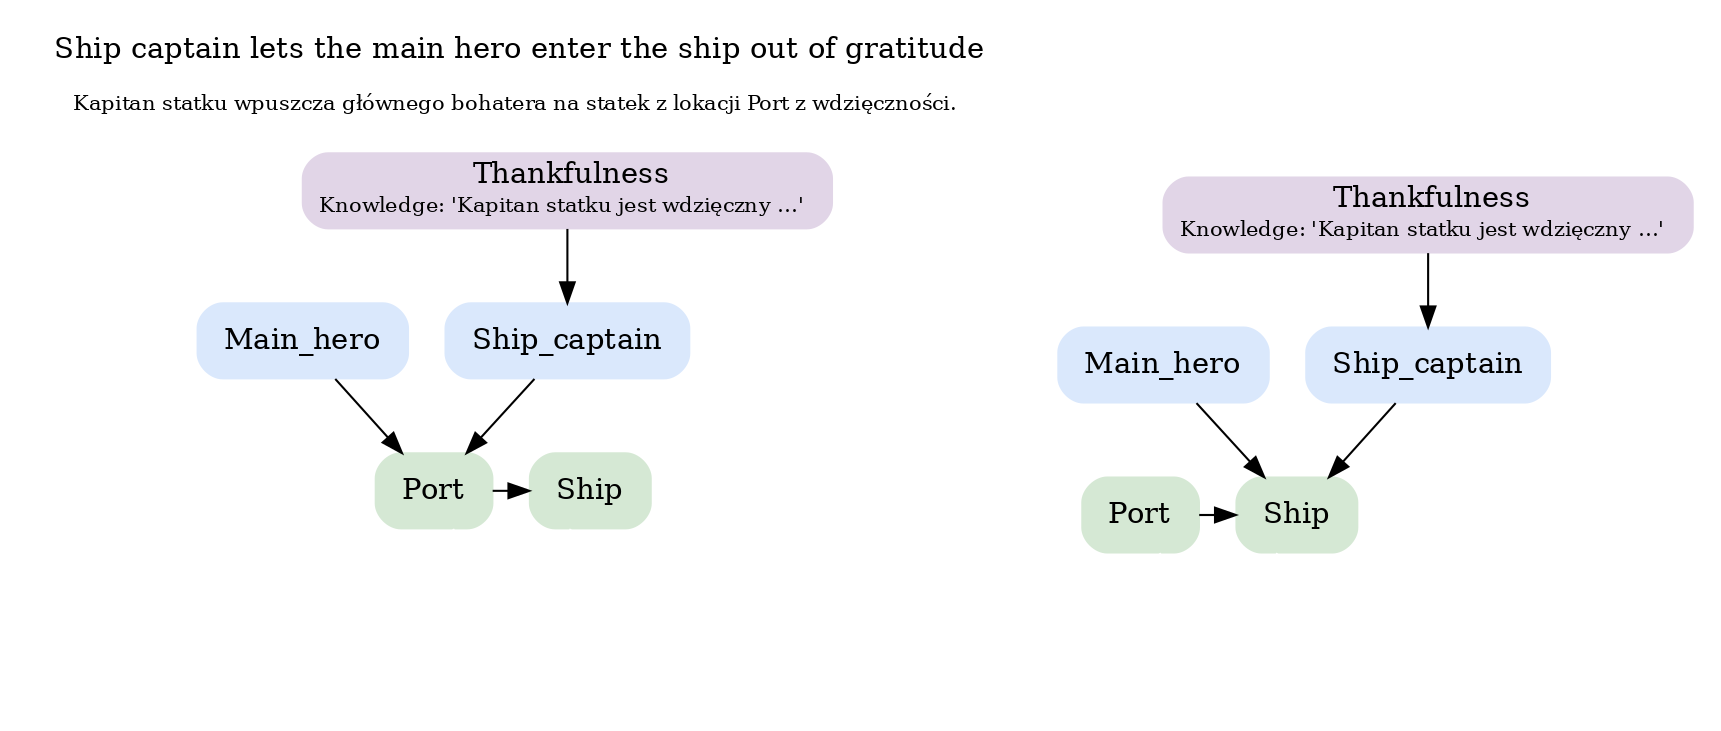 Ship captain lets the main hero enter the ship out of gratitude
Kapitan statku wpuszcza głównego bohatera na statek z lokacji Port z wdzięczności.
Thankfulness
Knowledge: 'Kapitan statku jest wdzięczny ...'
Main_hero
Ship_captain
Port
Ship
Thankfulness
Knowledge: 'Kapitan statku jest wdzięczny ...'
Main_hero
Ship_captain
Port
Ship